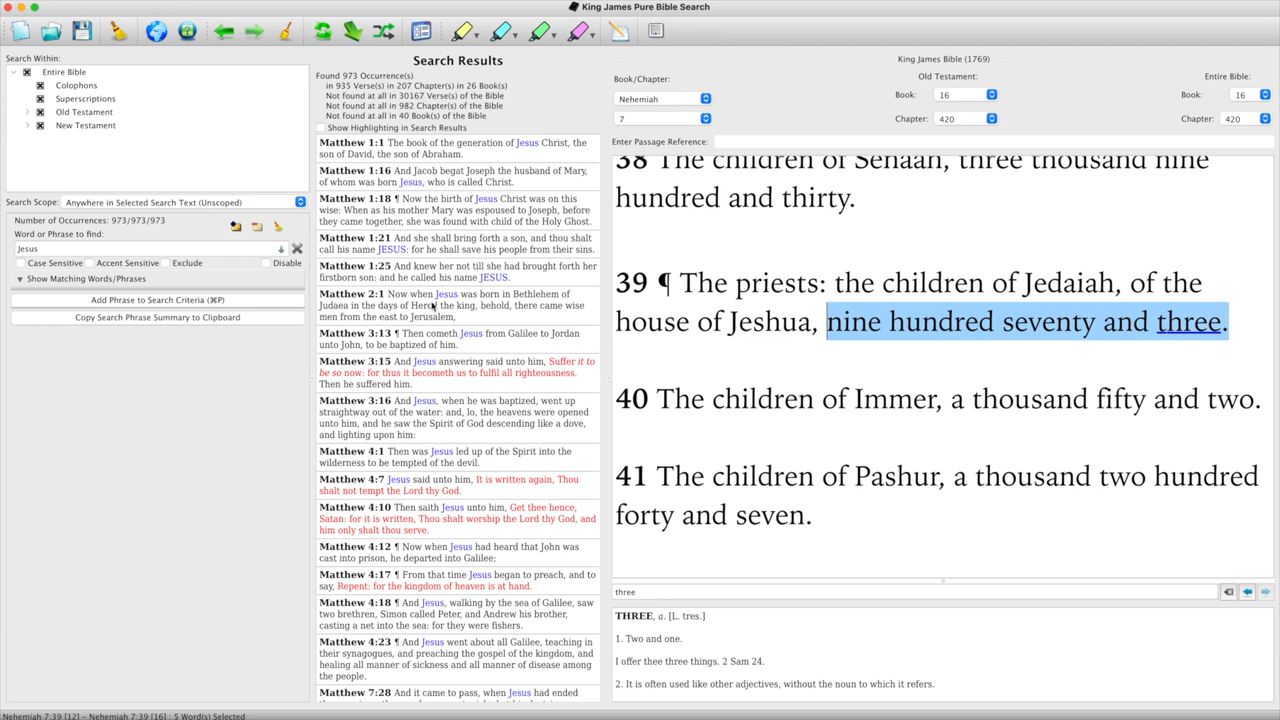 King James Pure Bible Search
Search Within:
Entire Bible
Colophons
Superscriptions
Old Testament
New Testament
Search Scope: Anywhere in Selected Search Text (Unscoped)
Number of Occurrences: 973/973/973
Word or Phrase to find:
Jesus
Case Sensitive Accent Sensitive Exclude Disable
Show Matching Words/Phrases
Add Phrase to Search Criteria (⌘P)
Copy Search Phrase Summary to Clipboard
Search Results
Found 973 Occurrence(s)
in 935 Verse(s) in 207 Chapter(s) in 26 Book(s)
Not found at all in 30167 Verse(s) of the Bible
Not found at all in 982 Chapter(s) of the Bible
Not found at all in 40 Book(s) of the Bible
Show Highlighting in Search Results
Matthew 1:1 The book of the generation of Jesus Christ, the
son of David, the son of Abraham.
Matthew 1:16 And Jacob begat Joseph the husband of Mary,
of whom was born Jesus, who is called Christ.
Matthew 1:18 ¶ Now the birth of Jesus Christ was on this
wise: When as his mother Mary was espoused to Joseph, before
they came together, she was found with child of the Holy Ghost.
Matthew 1:21 And she shall bring forth a son, and thou shalt
call his name JESUS: for he shall save his people from their sins.
Matthew 1:25 And knew her not till she had brought forth her
firstborn son: and he called his name JESUS.
Matthew 2:1 Now when Jesus was born in Bethlehem of
Judaea in the days of Herod the king, behold, there came wise
men from the east to Jerusalem,
Matthew 3:13 Then cometh Jesus from Galilee to Jordan
unto John, to be baptized of him.
Matthew 3:15 And Jesus answering said unto him, Suffer it to
be so now: for thus it becometh us to fulfil all righteousness.
Then he suffered him.
Matthew 3:16 And Jesus, when he was baptized, went up
straightway out of the water: and, lo, the heavens were opened
unto him, and he saw the Spirit of God descending like a dove,
and lighting upon him:
Matthew 4:1 Then was Jesus led up of the Spirit into the
wilderness to be tempted of the devil.
Matthew 4:7 Jesus said unto him, It is written again, Thou
shalt not tempt the Lord thy God.
Matthew 4:10 Then saith Jesus unto him, Get thee hence,
Satan: for it is written, Thou shalt worship the Lord thy God, and
him only shalt thou serve.
Matthew 4:12 ¶ Now when Jesus had heard that John was
cast into prison, he departed into Galilee;
Matthew 4:17 ¶ From that time Jesus began to preach, and to
say, Repent: for the kingdom of heaven is at hand.
Matthew 4:18 ¶ And Jesus, walking by the sea of Galilee, saw
two brethren, Simon called Peter, and Andrew his brother,
casting a net into the sea: for they were fishers.
Matthew 4:23 ¶ And Jesus went about all Galilee, teaching in
their synagogues, and preaching the gospel of the kingdom, and
healing all manner of sickness and all manner of disease among
the people.
Matthew 7:28 And it came to pass, when Jesus had ended
King James Bible (1769)
Book/Chapter: Old Testament: Entire Bible:
Nehemiah Book: 16 Book: 16
7 Chapter: 420 Chapter: 420
Enter Passage Reference:
38 The children of Senaah, three thousand nine
hundred and thirty.
39 ¶ The priests: the children of Jedaiah, of the
house of Jeshua, nine hundred seventy and three.
40 The children of Immer, a thousand fifty and two.
41 The children of Pashur, a thousand two hundred
forty and seven.
three
THREE, a. [L. tres.]
1. Two and one.
I offer thee three things. 2 Sam 24.
2. It is often used like other adjectives, without the noun to which it refers.
Nehemiah 7:39 [12] - Nehemiah 7:39 [16] : 5 Word(s) Selected